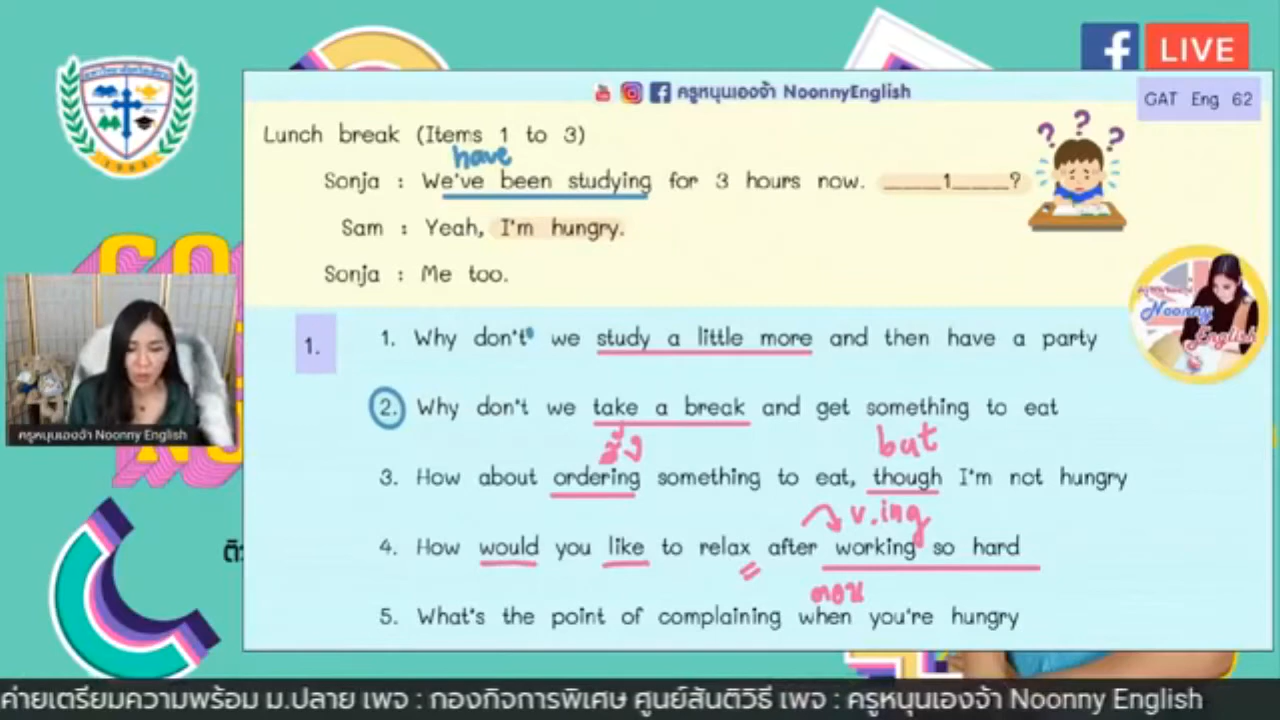 LIVE
ครูหนุนเองจ้า NoonnyEnglish
GAT Eng 62
Lunch break (Items 1 to 3)
have
Sonja : We've been studying for 3 hours now. _____1_____?
Sam : Yeah, I'm hungry.
Sonja : Me too.
1.
1. Why don't we study a little more and then have a party
2. Why don't we take a break and get something to eat
สั่ง but
3. How about ordering something to eat, though I'm not hungry
v.ing
4. How would you like to relax after working so hard
ตอน
5. What's the point of complaining when you're hungry
Noonny
English
ครูหนุนเองจ้า Noonny English
ค่ายเตรียมความพร้อม ม.ปลาย เพจ : กองกิจการพิเศษ ศูนย์สันติวิธี เพจ : ครูหนุนเองจ้า Noonny English